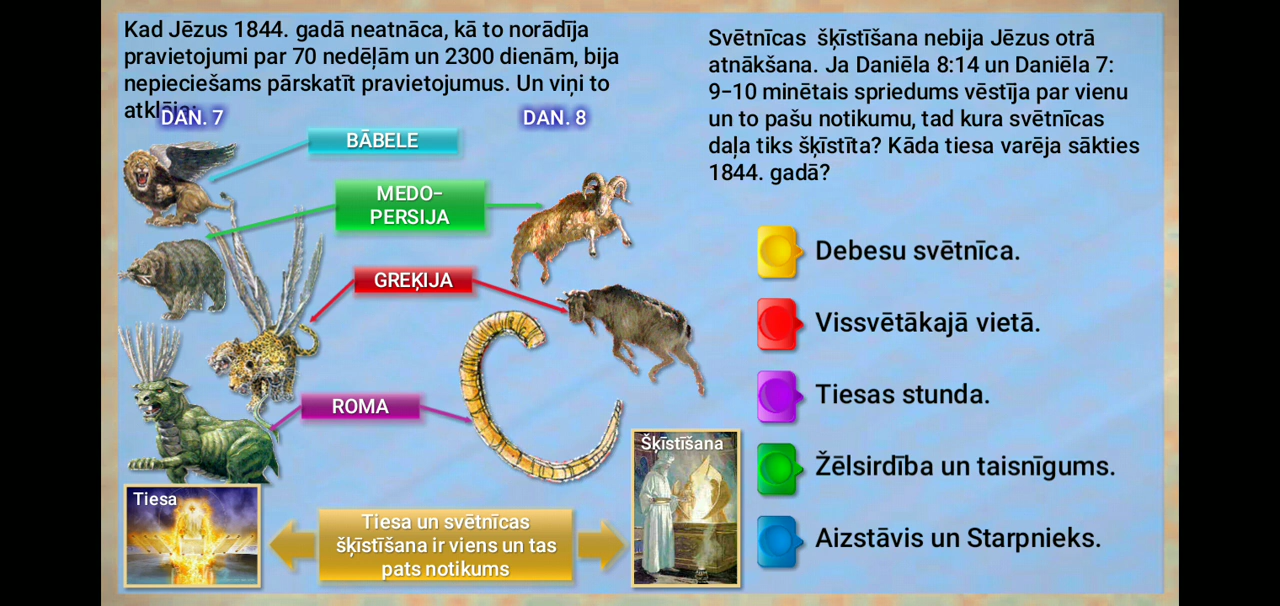 Kad Jēzus 1844. gadā neatnāca, kā to norādīja
pravietojumi par 70 nedēļām un 2300 dienām, bija
nepieciešams pārskatīt pravietojumus. Un viņi to
atklāja:
DAN. 7
DAN. 8
BĀBELE
MEDO-
PERSIJA
GREĶIJA
ROMA
Tiesa
Šķīstīšana
Tiesa un svētnīcas
šķīstīšana ir viens un tas
pats notikums
Svētnīcas šķīstīšana nebija Jēzus otrā
atnākšana. Ja Daniēla 8:14 un Daniēla 7:
9-10 minētais spriedums vēstīja par vienu
un to pašu notikumu, tad kura svētnīcas
daļa tiks šķīstīta? Kāda tiesa varēja sākties
1844. gadā?
Debesu svētnīca.
Vissvētākajā vietā.
Tiesas stunda.
Žēlsirdība un taisnīgums.
Aizstāvis un Starpnieks.